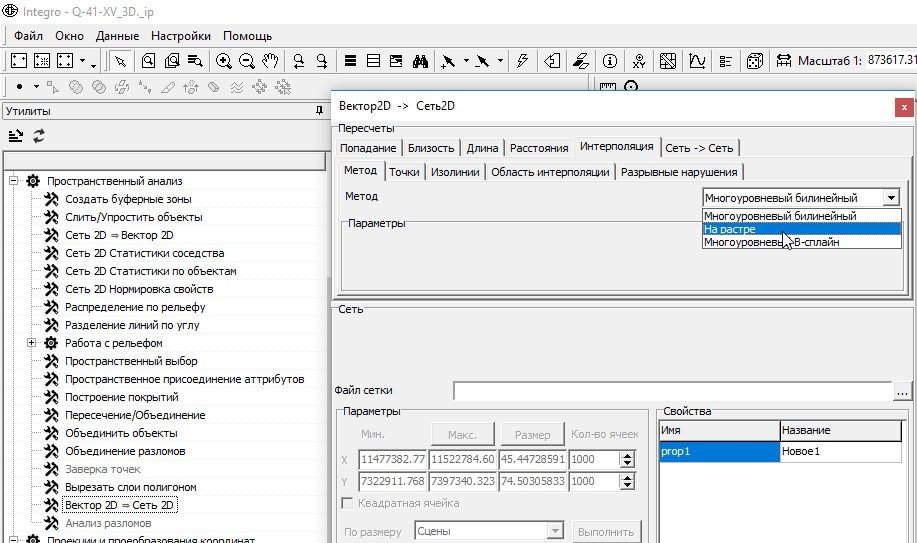 Integro - Q-41-XV_3D._ip
Файл Окно Данные Настройки Помощь
Масштаб 1: 873617.31
Утилиты
Пространственный анализ
Создать буферные зоны
Слить/Упростить объекты
Сеть 2D ⇒ Вектор 2D
Сеть 2D Статистики соседства
Сеть 2D Статистики по объектам
Сеть 2D Нормировка свойств
Распределение по рельефу
Разделение линий по углу
Работа с рельефом
Пространственный выбор
Пространственное присоединение аттрибутов
Построение покрытий
Пересечение/Объединение
Объединить объекты
Объединение разломов
Заверка точек
Вырезать слои полигоном
Вектор 2D ⇒ Сеть 2D
Анализ разломов
Проекции и преобразования координат
Вектор2D -> Сеть2D
x
Пересчеты
Попадание Близость Длина Расстояния Интерполяция Сеть -> Сеть
Метод Точки Изолинии Область интерполяции Разрывные нарушения
Метод Многоуровневый билинейный
Многоуровневый билинейный
На растре
Многоуровневый B-сплайн
Параметры
Сеть
Файл сетки ...
Параметры
Мин. Макс. Размер Кол-во ячеек
X 11477382.77 11522784.60 45.44728591 1000
Y 7322911.768 7397340.323 74.50305833 1000
Квадратная ячейка
По размеру Сцены Выполнить
Свойства
Имя Название
prop1 Новое1